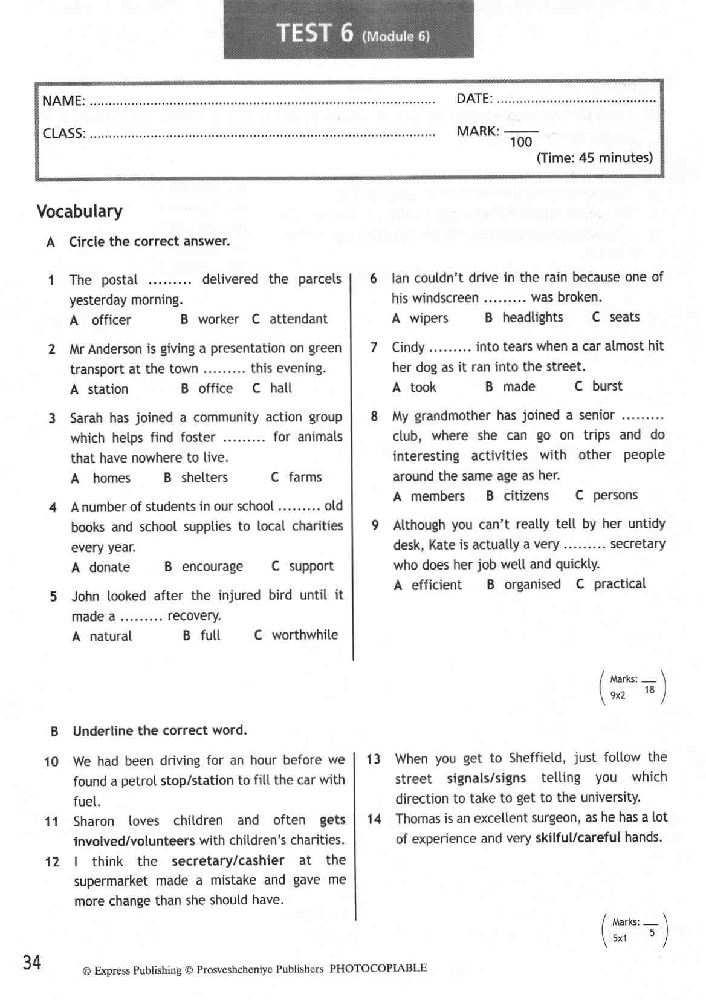 TEST 6 (Module 6)
NAME: ..........................................................................................
DATE: ..........................................
CLASS: ..........................................................................................
MARK: ____
100
(Time: 45 minutes)
Vocabulary
A Circle the correct answer.
1 The postal ......... delivered the parcels
yesterday morning.
A officer B worker C attendant
2 Mr Anderson is giving a presentation on green
transport at the town ......... this evening.
A station B office C hall
3 Sarah has joined a community action group
which helps find foster ......... for animals
that have nowhere to live.
A homes B shelters C farms
4 A number of students in our school ......... old
books and school supplies to local charities
every year.
A donate B encourage C support
5 John looked after the injured bird until it
made a ......... recovery.
A natural B full C worthwhile
6 Ian couldn't drive in the rain because one of
his windscreen ......... was broken.
A wipers B headlights C seats
7 Cindy ......... into tears when a car almost hit
her dog as it ran into the street.
A took B made C burst
8 My grandmother has joined a senior .........
club, where she can go on trips and do
interesting activities with other people
around the same age as her.
A members B citizens C persons
9 Although you can't really tell by her untidy
desk, Kate is actually a very ......... secretary
who does her job well and quickly.
A efficient B organised C practical
Marks: ___
9x2 18
B Underline the correct word.
10 We had been driving for an hour before we
found a petrol stop/station to fill the car with
fuel.
11 Sharon loves children and often gets
involved/volunteers with children's charities.
12 I think the secretary/cashier at the
supermarket made a mistake and gave me
more change than she should have.
13 When you get to Sheffield, just follow the
street signals/signs telling you which
direction to take to get to the university.
14 Thomas is an excellent surgeon, as he has a lot
of experience and very skilful/careful hands.
Marks: ___
5x1 5
34
© Express Publishing © Prosveshcheniye Publishers PHOTOCOPIABLE